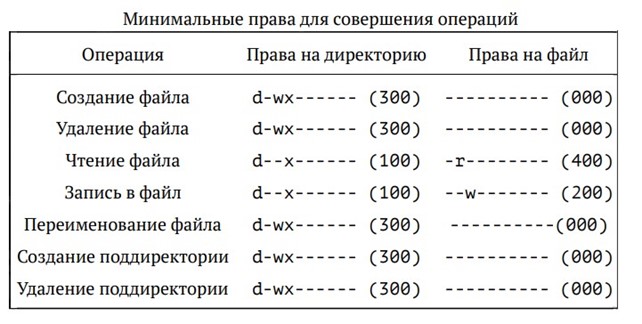 Минимальные права для совершения операций
Операция Права на директорию Права на файл
Создание файла d-wx------ (300) ---------- (000)
Удаление файла d-wx------ (300) ---------- (000)
Чтение файла d--x------ (100) -r-------- (400)
Запись в файл d--x------ (100) --w------- (200)
Переименование файла d-wx------ (300) ----------(000)
Создание поддиректории d-wx------ (300) ---------- (000)
Удаление поддиректории d-wx------ (300) ---------- (000)